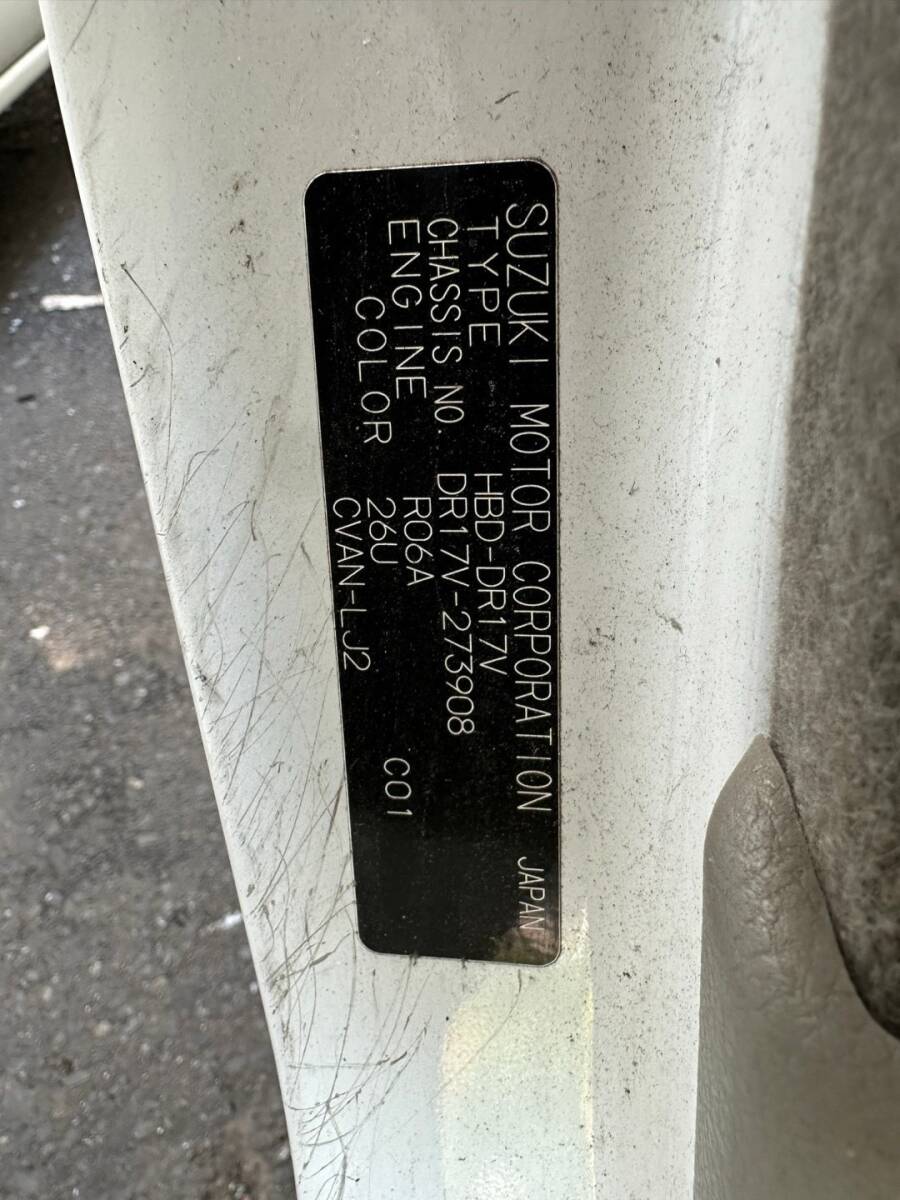 SUZUKI MOTOR CORPORATION JAPAN
TYPE HBD-DR17V
CHASSIS NO. DR17V-273908
ENGINE R06A
COLOR 26U C01
CVAN-LJ2